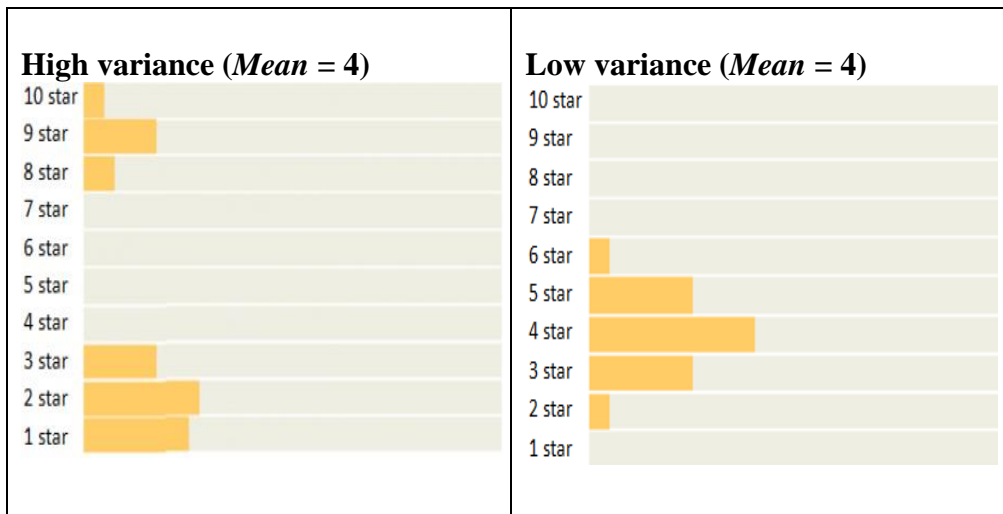 High variance (Mean = 4)
10 star
9 star
8 star
7 star
6 star
5 star
4 star
3 star
2 star
1 star
Low variance (Mean = 4)
10 star
9 star
8 star
7 star
6 star
5 star
4 star
3 star
2 star
1 star